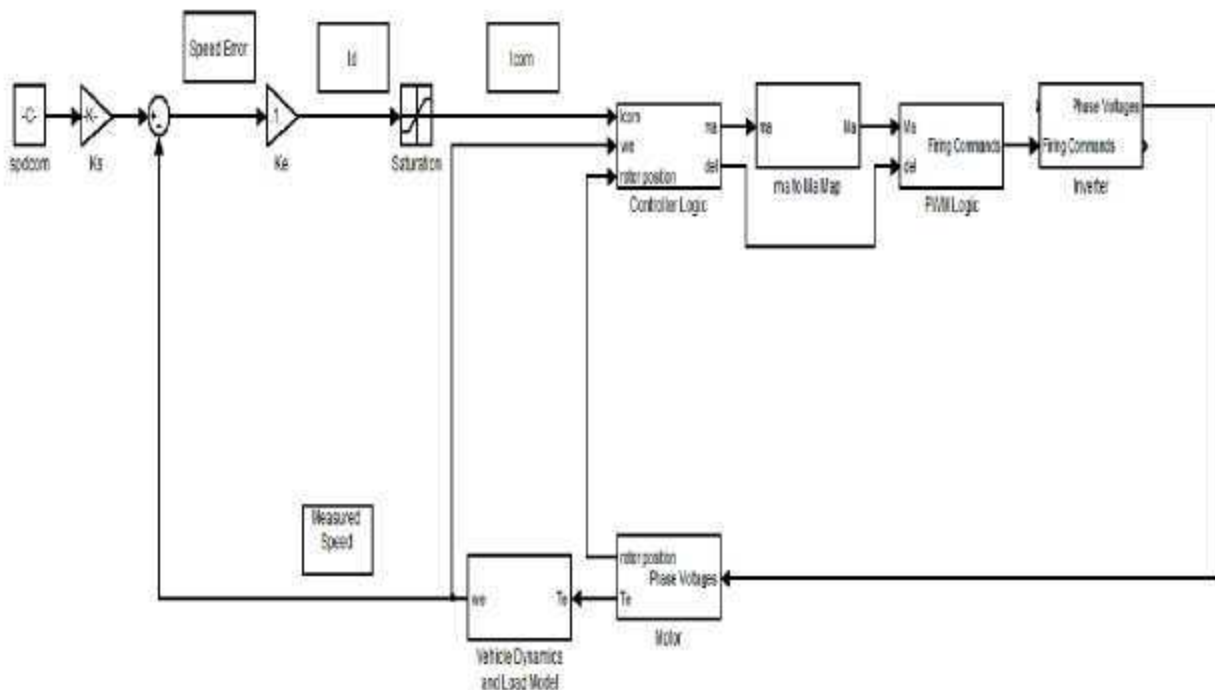 Speed Error
Id
Icom
-C-
spdcom
-K-
Ks
1
Ke
Saturation
Icom
we
rotor position
ma
del
Controller Logic
ma
Ma
ma to Ma Map
Ma
del
Firing Commands
PWM Logic
Phase Voltages
Firing Commands
Inverter
Measured
Speed
we
Te
Vehicle Dynamics
and Load Model
rotor position
Phase Voltages
Te
Motor